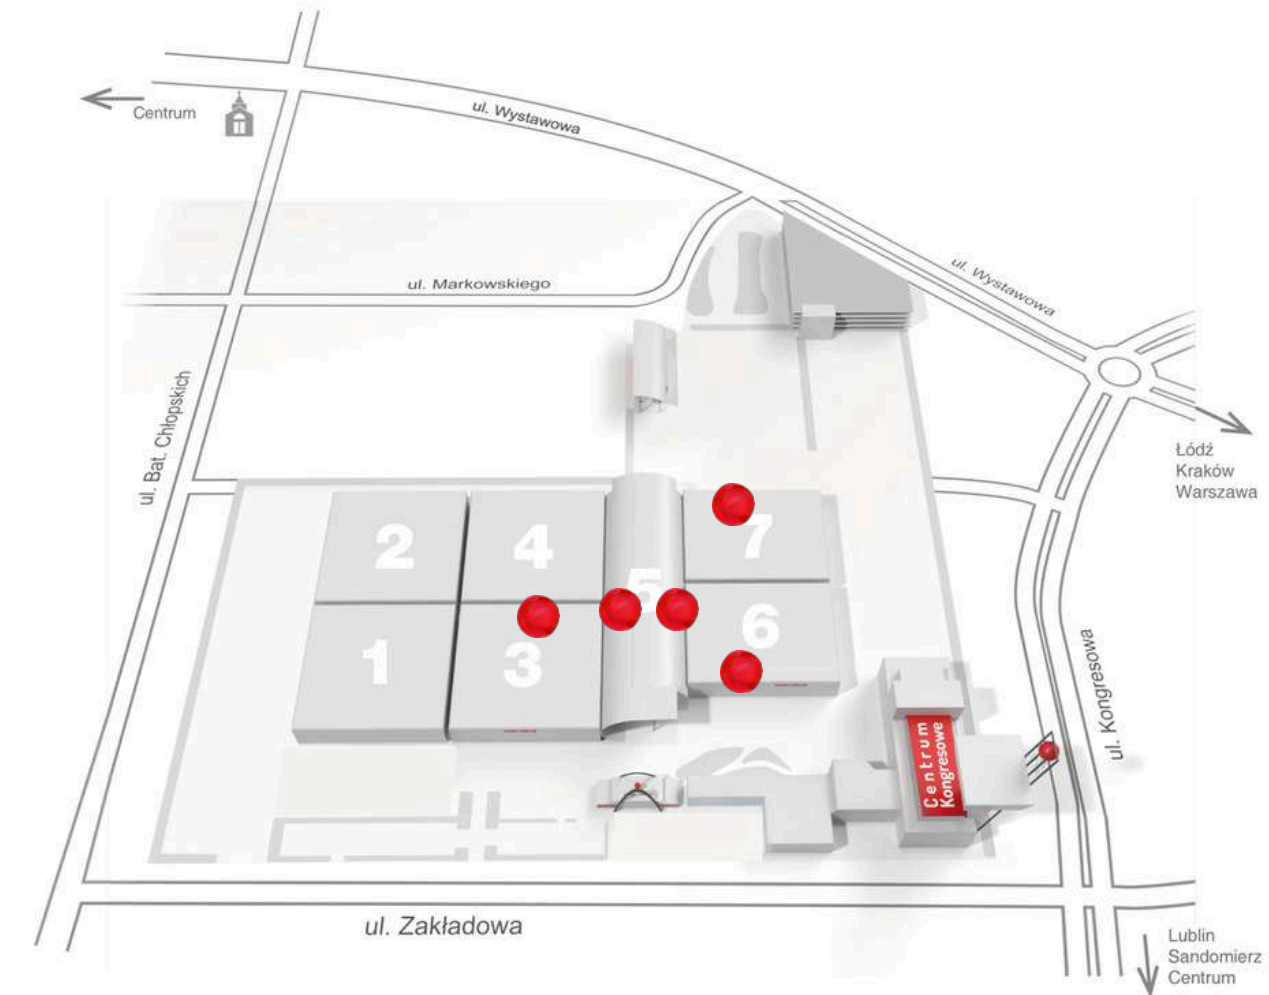 Centrum
ul. Wystawowa
ul. Wystawowa
ul. Markowskiego
ul. Bat. Chłopskich
Łódź
Kraków
Warszawa
2
4
5
7
1
3
6
Centrum
Kongresowe
ul. Kongresowa
ul. Zakładowa
Lublin
Sandomierz
Centrum